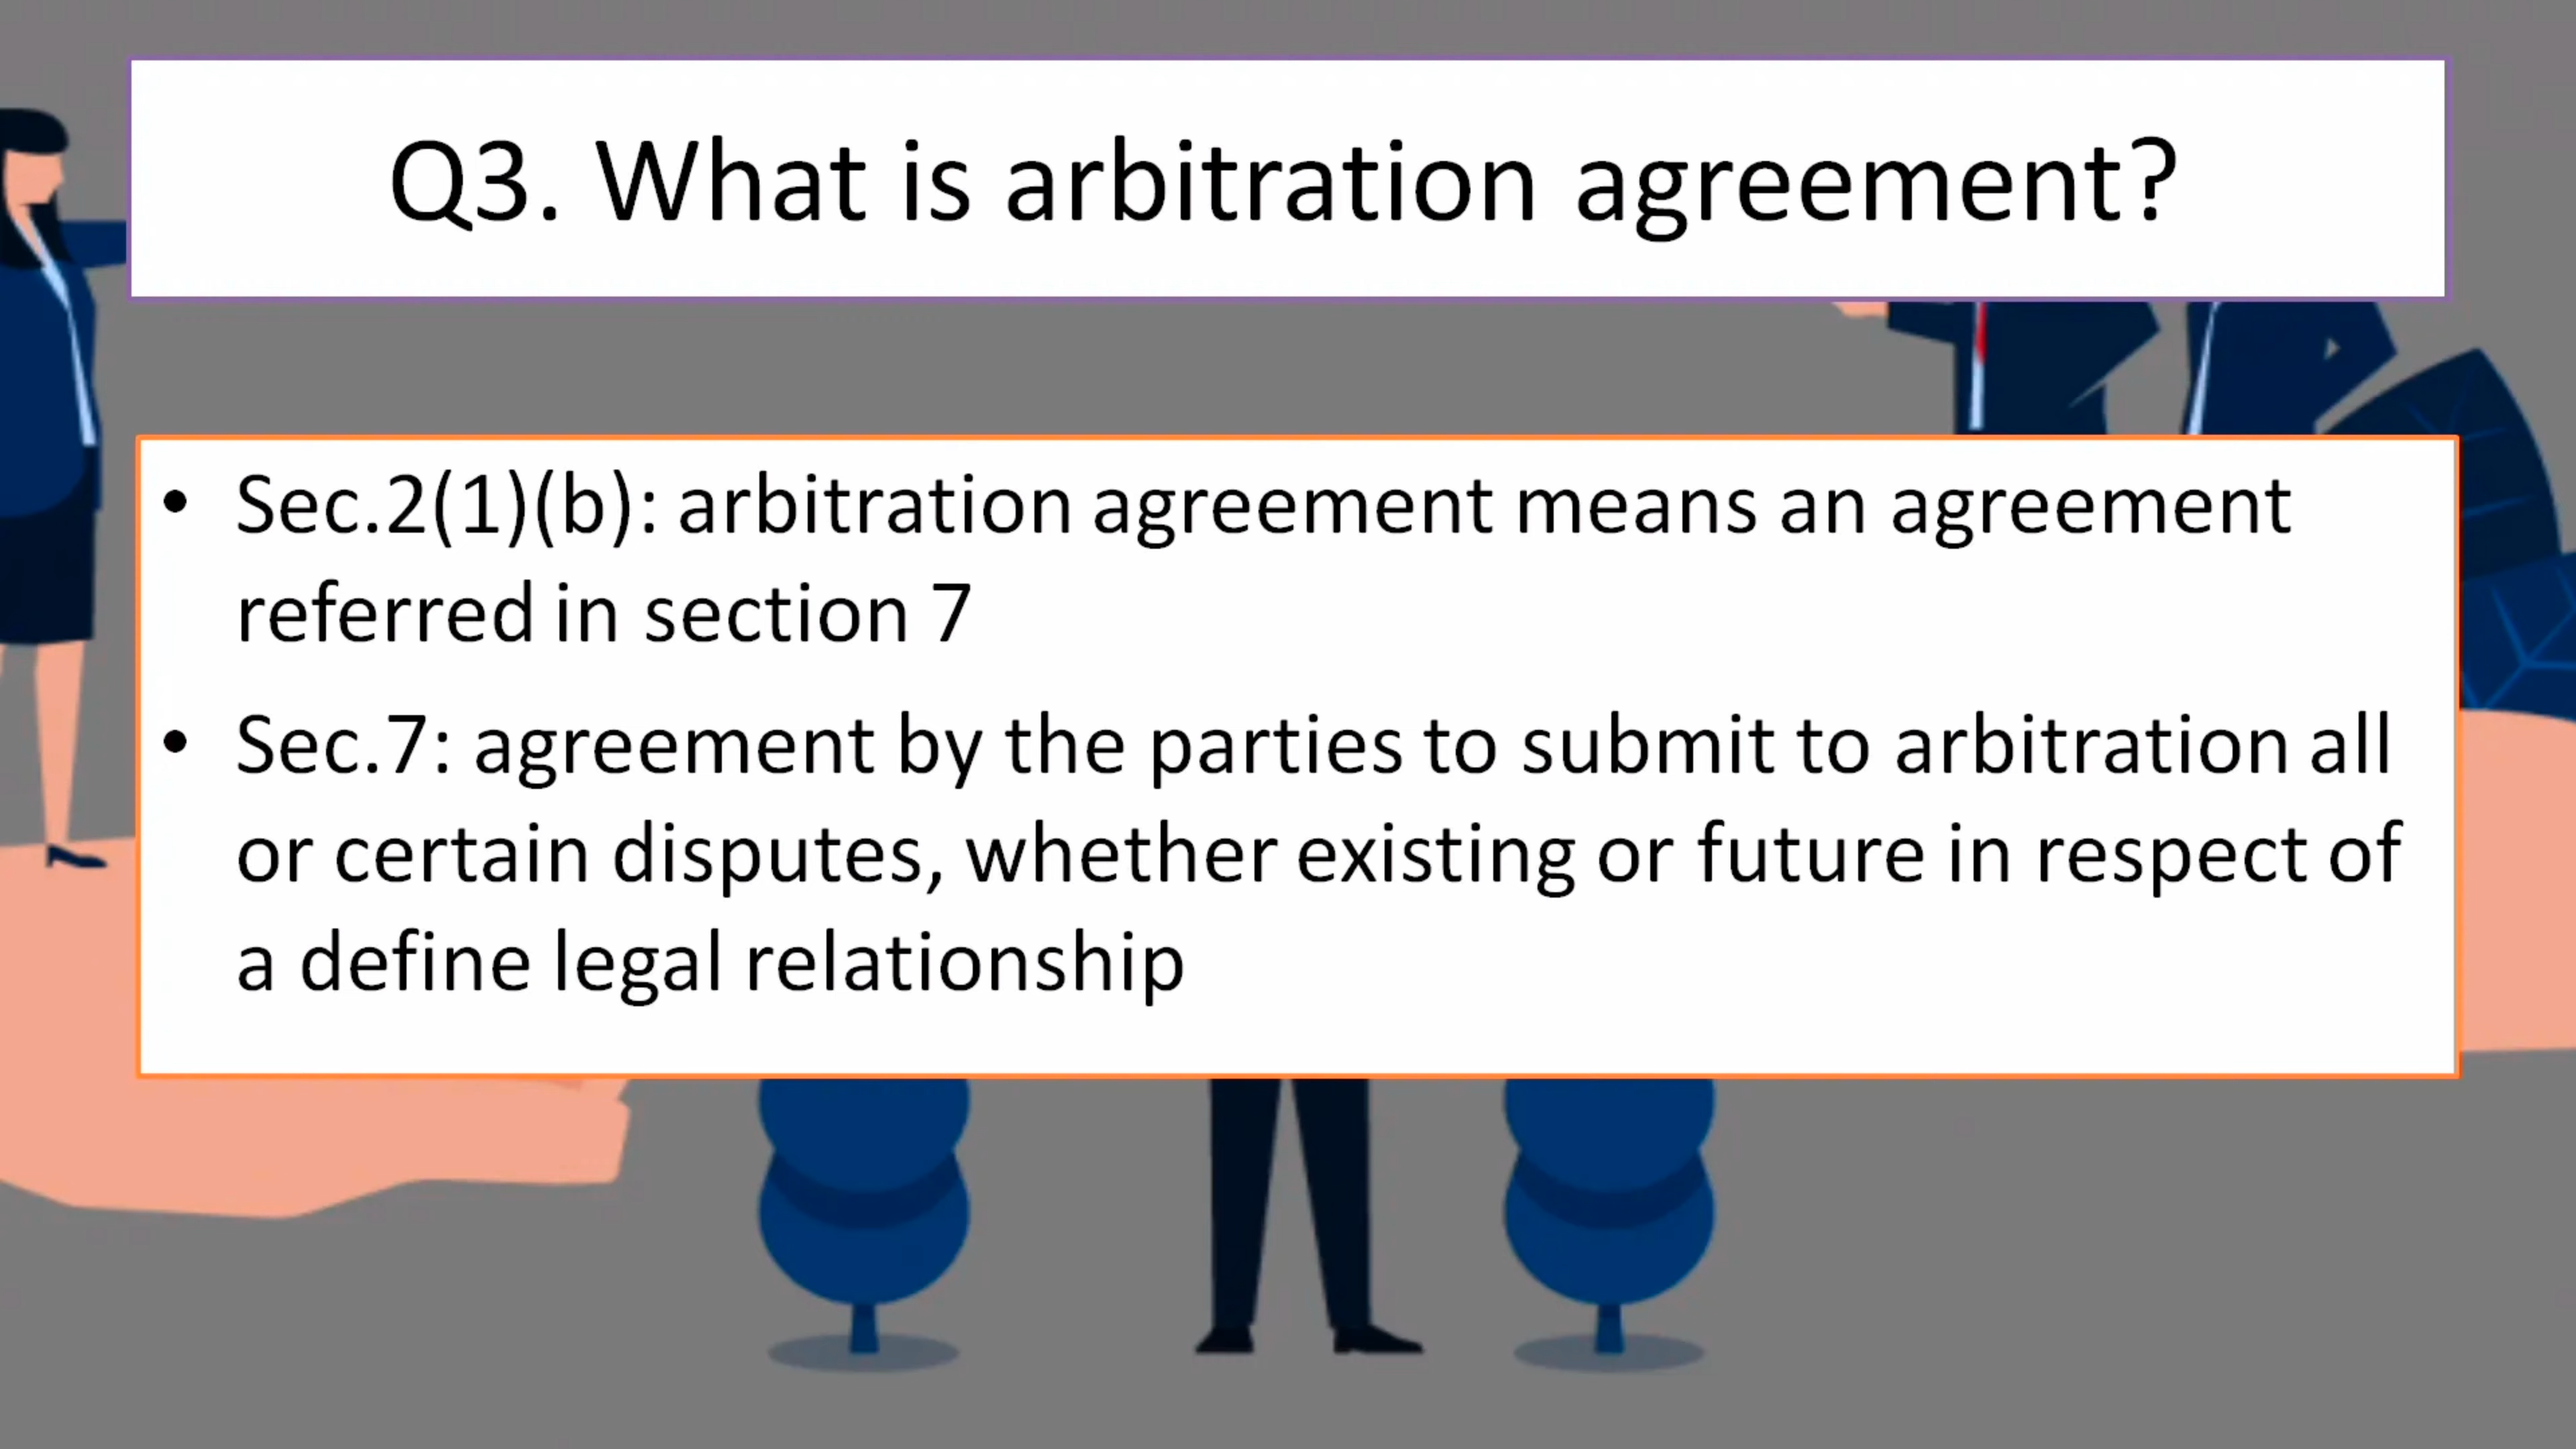 Q3. What is arbitration agreement?
• Sec.2(1)(b): arbitration agreement means an agreement
referred in section 7
• Sec.7: agreement by the parties to submit to arbitration all
or certain disputes, whether existing or future in respect of
a define legal relationship